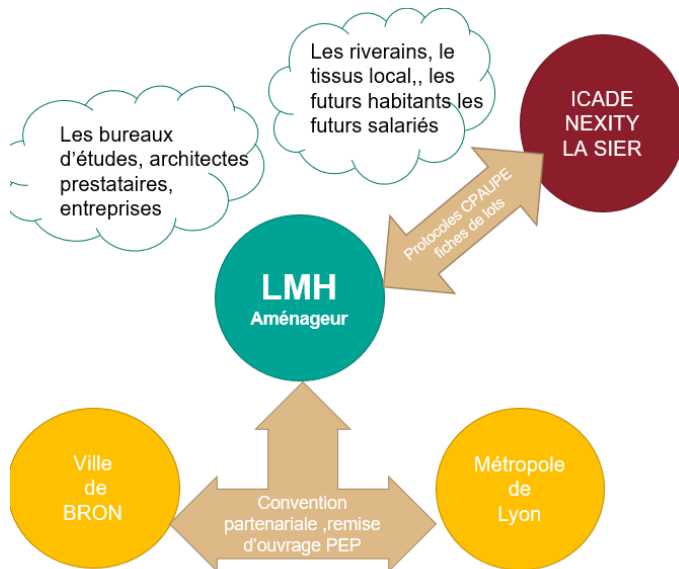 Les riverains, le
tissus local,, les
futurs habitants les
futurs salariés
ICADE
NEXITY
LA SIER
Les bureaux
d'études, architectes
prestataires,
entreprises
Protocoles CPAUPE
fiches de lots
LMH
Aménageur
Ville
de
BRON
Convention
partenariale ,remise
d'ouvrage PEP
Métropole
de
Lyon